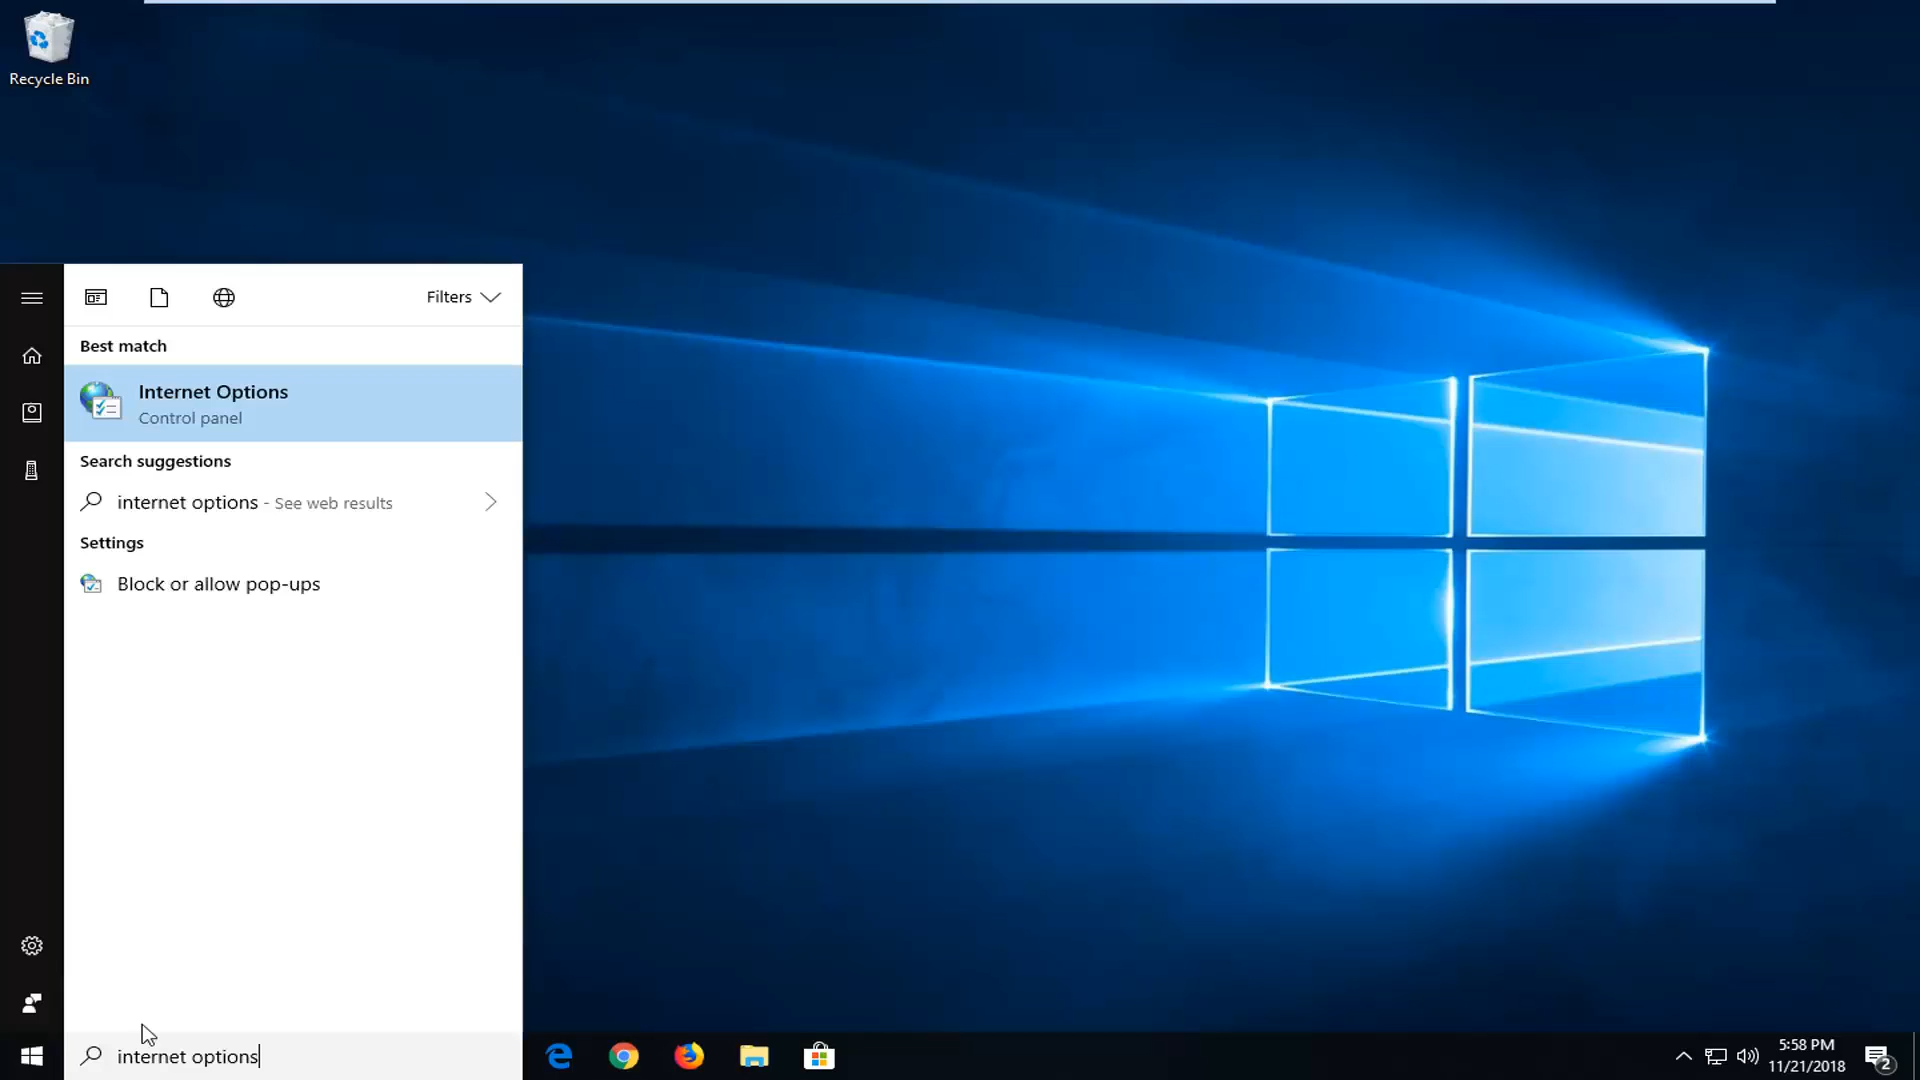 Recycle Bin
Filters
Best match
Internet Options
Control panel
Search suggestions
internet options - See web results
Settings
Block or allow pop-ups
internet options
5:58 PM
11/21/2018
2